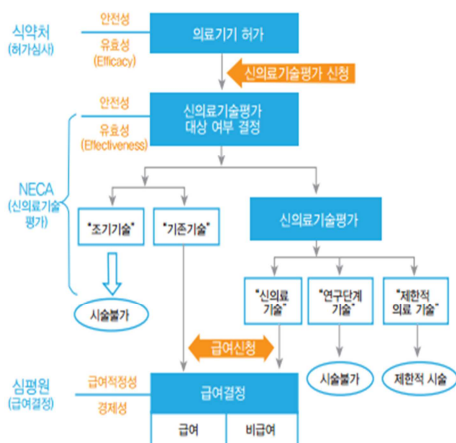 식약처
(허가심사)
안전성
유효성
(Efficacy)
의료기기 허가
신의료기술평가 신청
안전성
유효성
(Effectiveness)
신의료기술평가
대상 여부 결정
NECA
(신의료기술
평가)
"조기기술"
"기존기술"
신의료기술평가
시술불가
"신의료
기술"
"연구단계
기술"
"제한적
의료 기술"
급여신청
시술불가
제한적 시술
심평원
(급여결정)
급여적정성
경제성
급여결정
급여
비급여